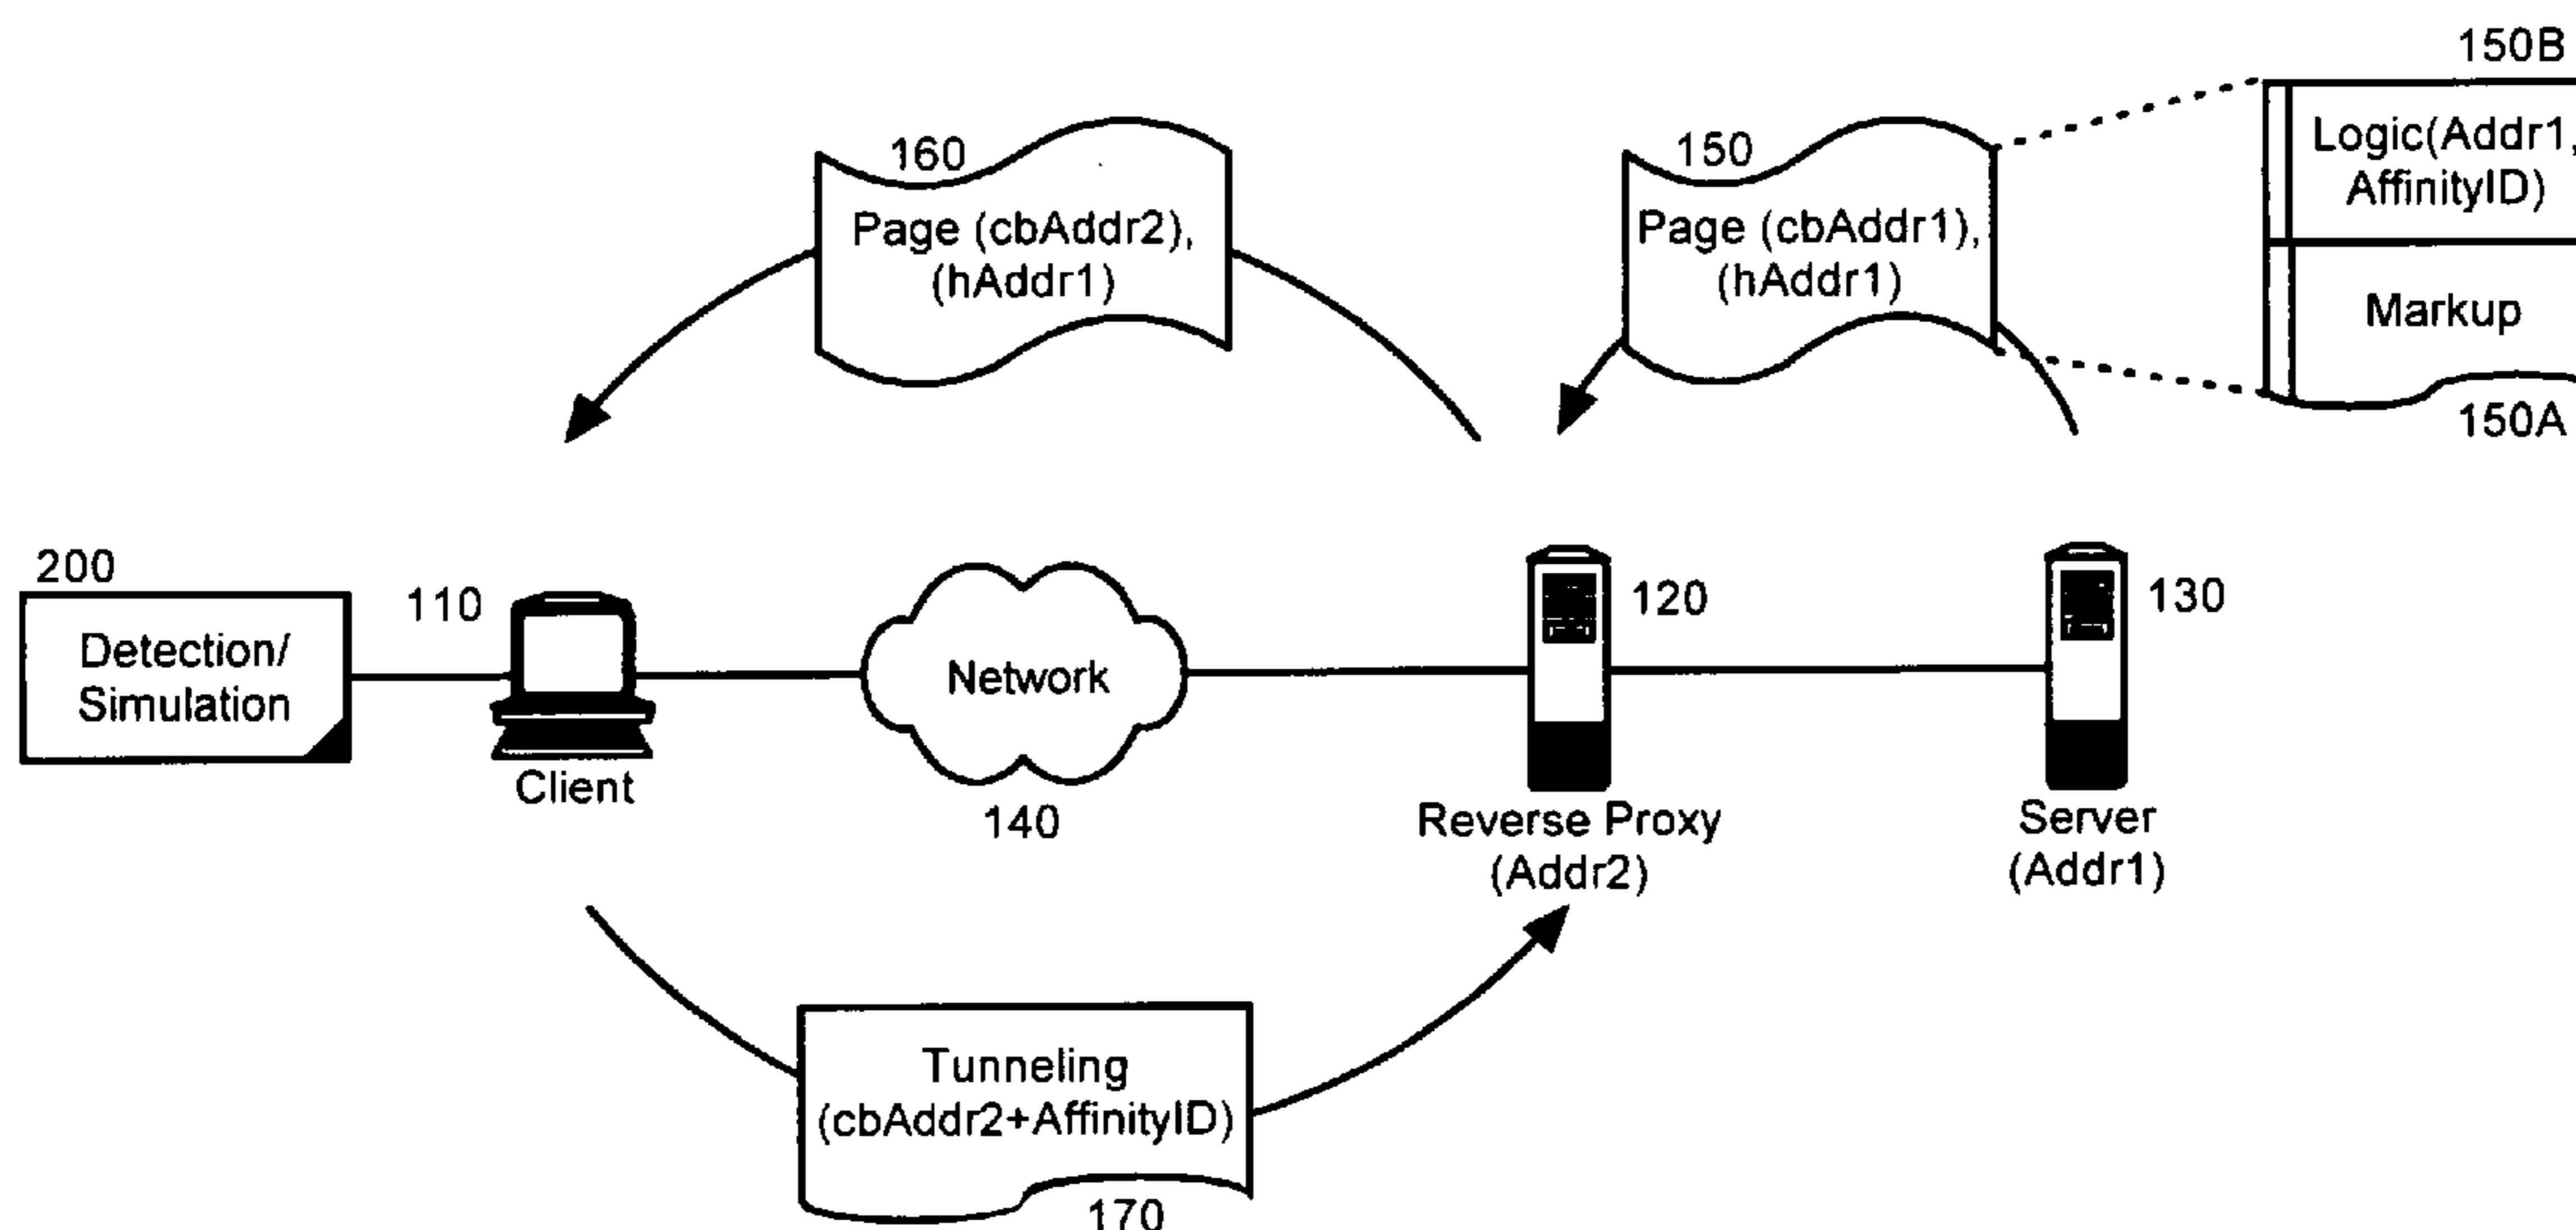 150B
Logic(Addr1,
AffinityID)
Markup
150A
160
Page (cbAddr2),
(hAddr1)
150
Page (cbAddr1),
(hAddr1)
200
Detection/
Simulation
110
Client
Network
140
120
Reverse Proxy
(Addr2)
130
Server
(Addr1)
Tunneling
(cbAddr2+AffinityID)
170